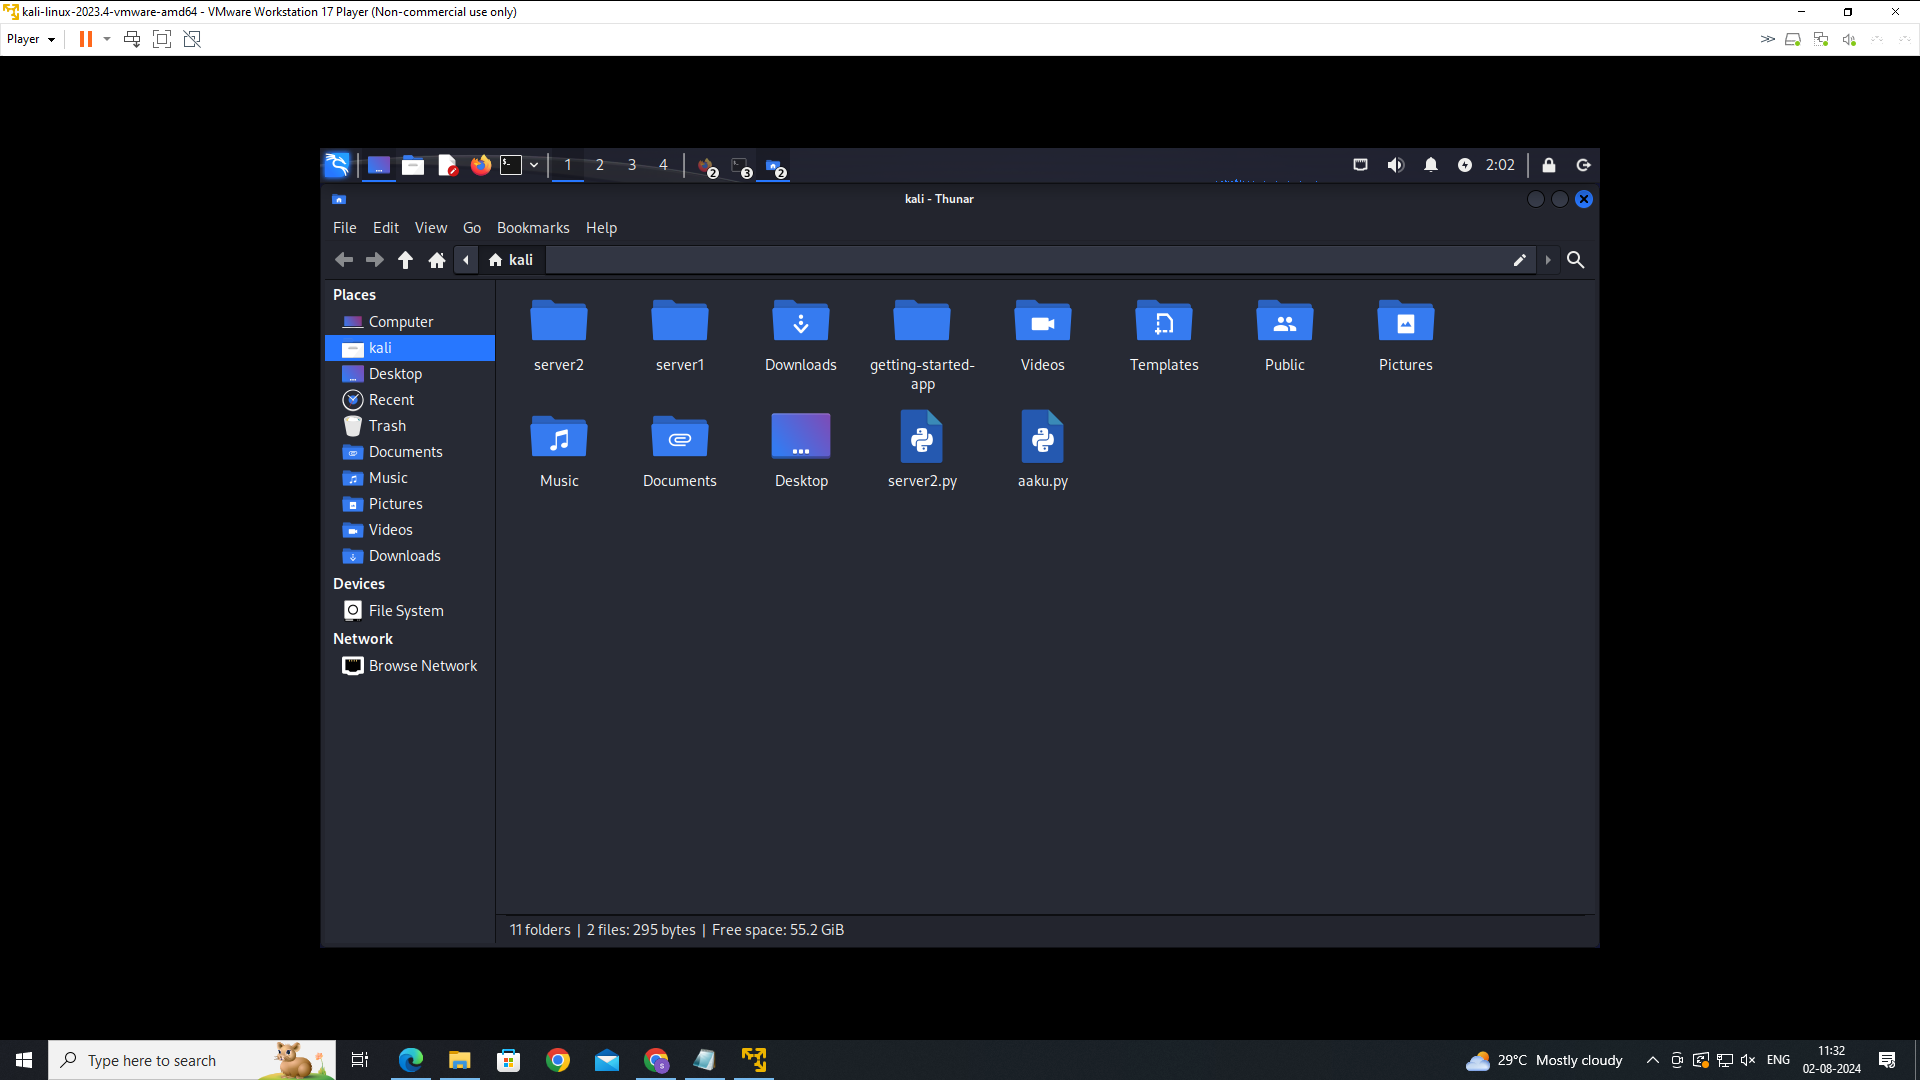 kali-linux-2023.4-vmware-amd64 - VMware Workstation 17 Player (Non-commercial use only)
Player
1 2 3 4 2 3 2 2:02
kali - Thunar
File Edit View Go Bookmarks Help
kali
Places
Computer
kali
Desktop
Recent
Trash
Documents
Music
Pictures
Videos
Downloads
Devices
File System
Network
Browse Network
server2 server1 Downloads getting-started-
app Videos Templates Public Pictures
Music Documents Desktop server2.py aaku.py
11 folders | 2 files: 295 bytes | Free space: 55.2 GiB
Type here to search
S
29°C Mostly cloudy
ENG
11:32
02-08-2024